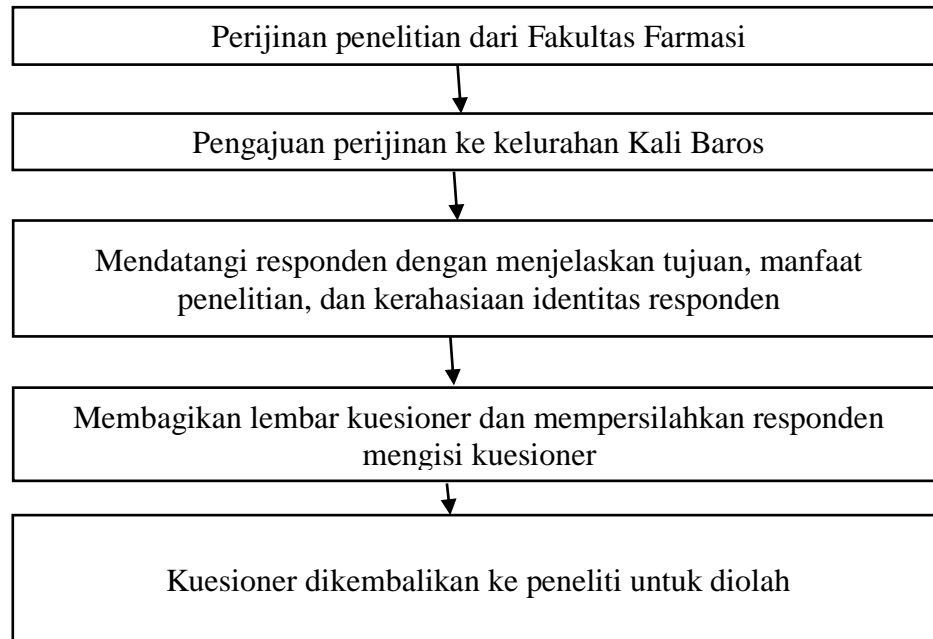 Perijinan penelitian dari Fakultas Farmasi
Pengajuan perijinan ke kelurahan Kali Baros
Mendatangi responden dengan menjelaskan tujuan, manfaat
penelitian, dan kerahasiaan identitas responden
Membagikan lembar kuesioner dan mempersilahkan responden
mengisi kuesioner
Kuesioner dikembalikan ke peneliti untuk diolah